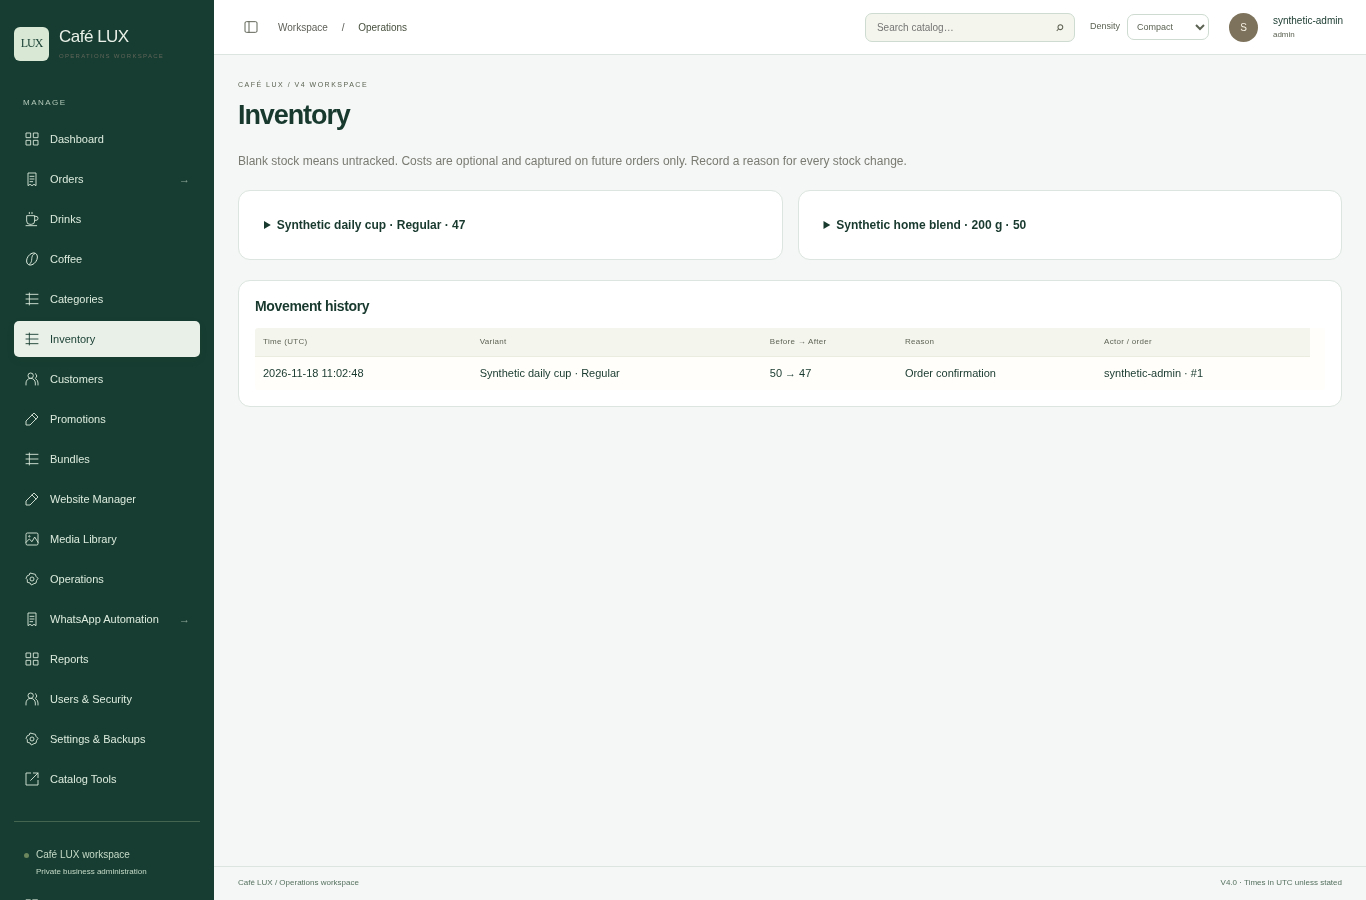 LUX
Café LUX
OPERATIONS WORKSPACE
MANAGE
Dashboard
Orders →
Drinks
Coffee
Categories
Inventory
Customers
Promotions
Bundles
Website Manager
Media Library
Operations
WhatsApp Automation →
Reports
Users & Security
Settings & Backups
Catalog Tools
Café LUX workspace
Private business administration
Workspace / Operations
Search catalog…
Density Compact
S
synthetic-admin
admin
CAFÉ LUX / V4 WORKSPACE
Inventory
Blank stock means untracked. Costs are optional and captured on future orders only. Record a reason for every stock change.
Synthetic daily cup · Regular · 47
Synthetic home blend · 200 g · 50
Movement history
Time (UTC) Variant Before → After Reason Actor / order
2026-11-18 11:02:48 Synthetic daily cup · Regular 50 → 47 Order confirmation synthetic-admin · #1
Café LUX / Operations workspace
V4.0 · Times in UTC unless stated